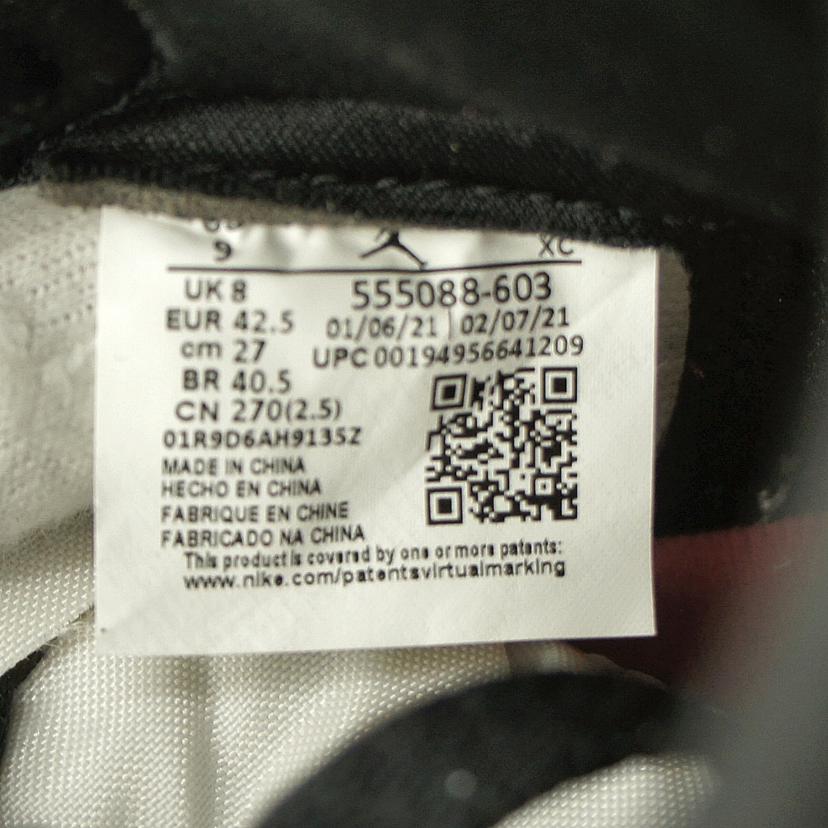 9 XC
UK 8 555088-603
EUR 42.5 01/06/21 | 02/07/21
cm 27 UPC 00194956641209
BR 40.5
CN 270(2.5)
01R9D6AH913SZ
MADE IN CHINA
HECHO EN CHINA
FABRIQUE EN CHINE
FABRICADO NA CHINA
This product is covered by one or more patents:
www.nike.com/patentsvirtualmarking